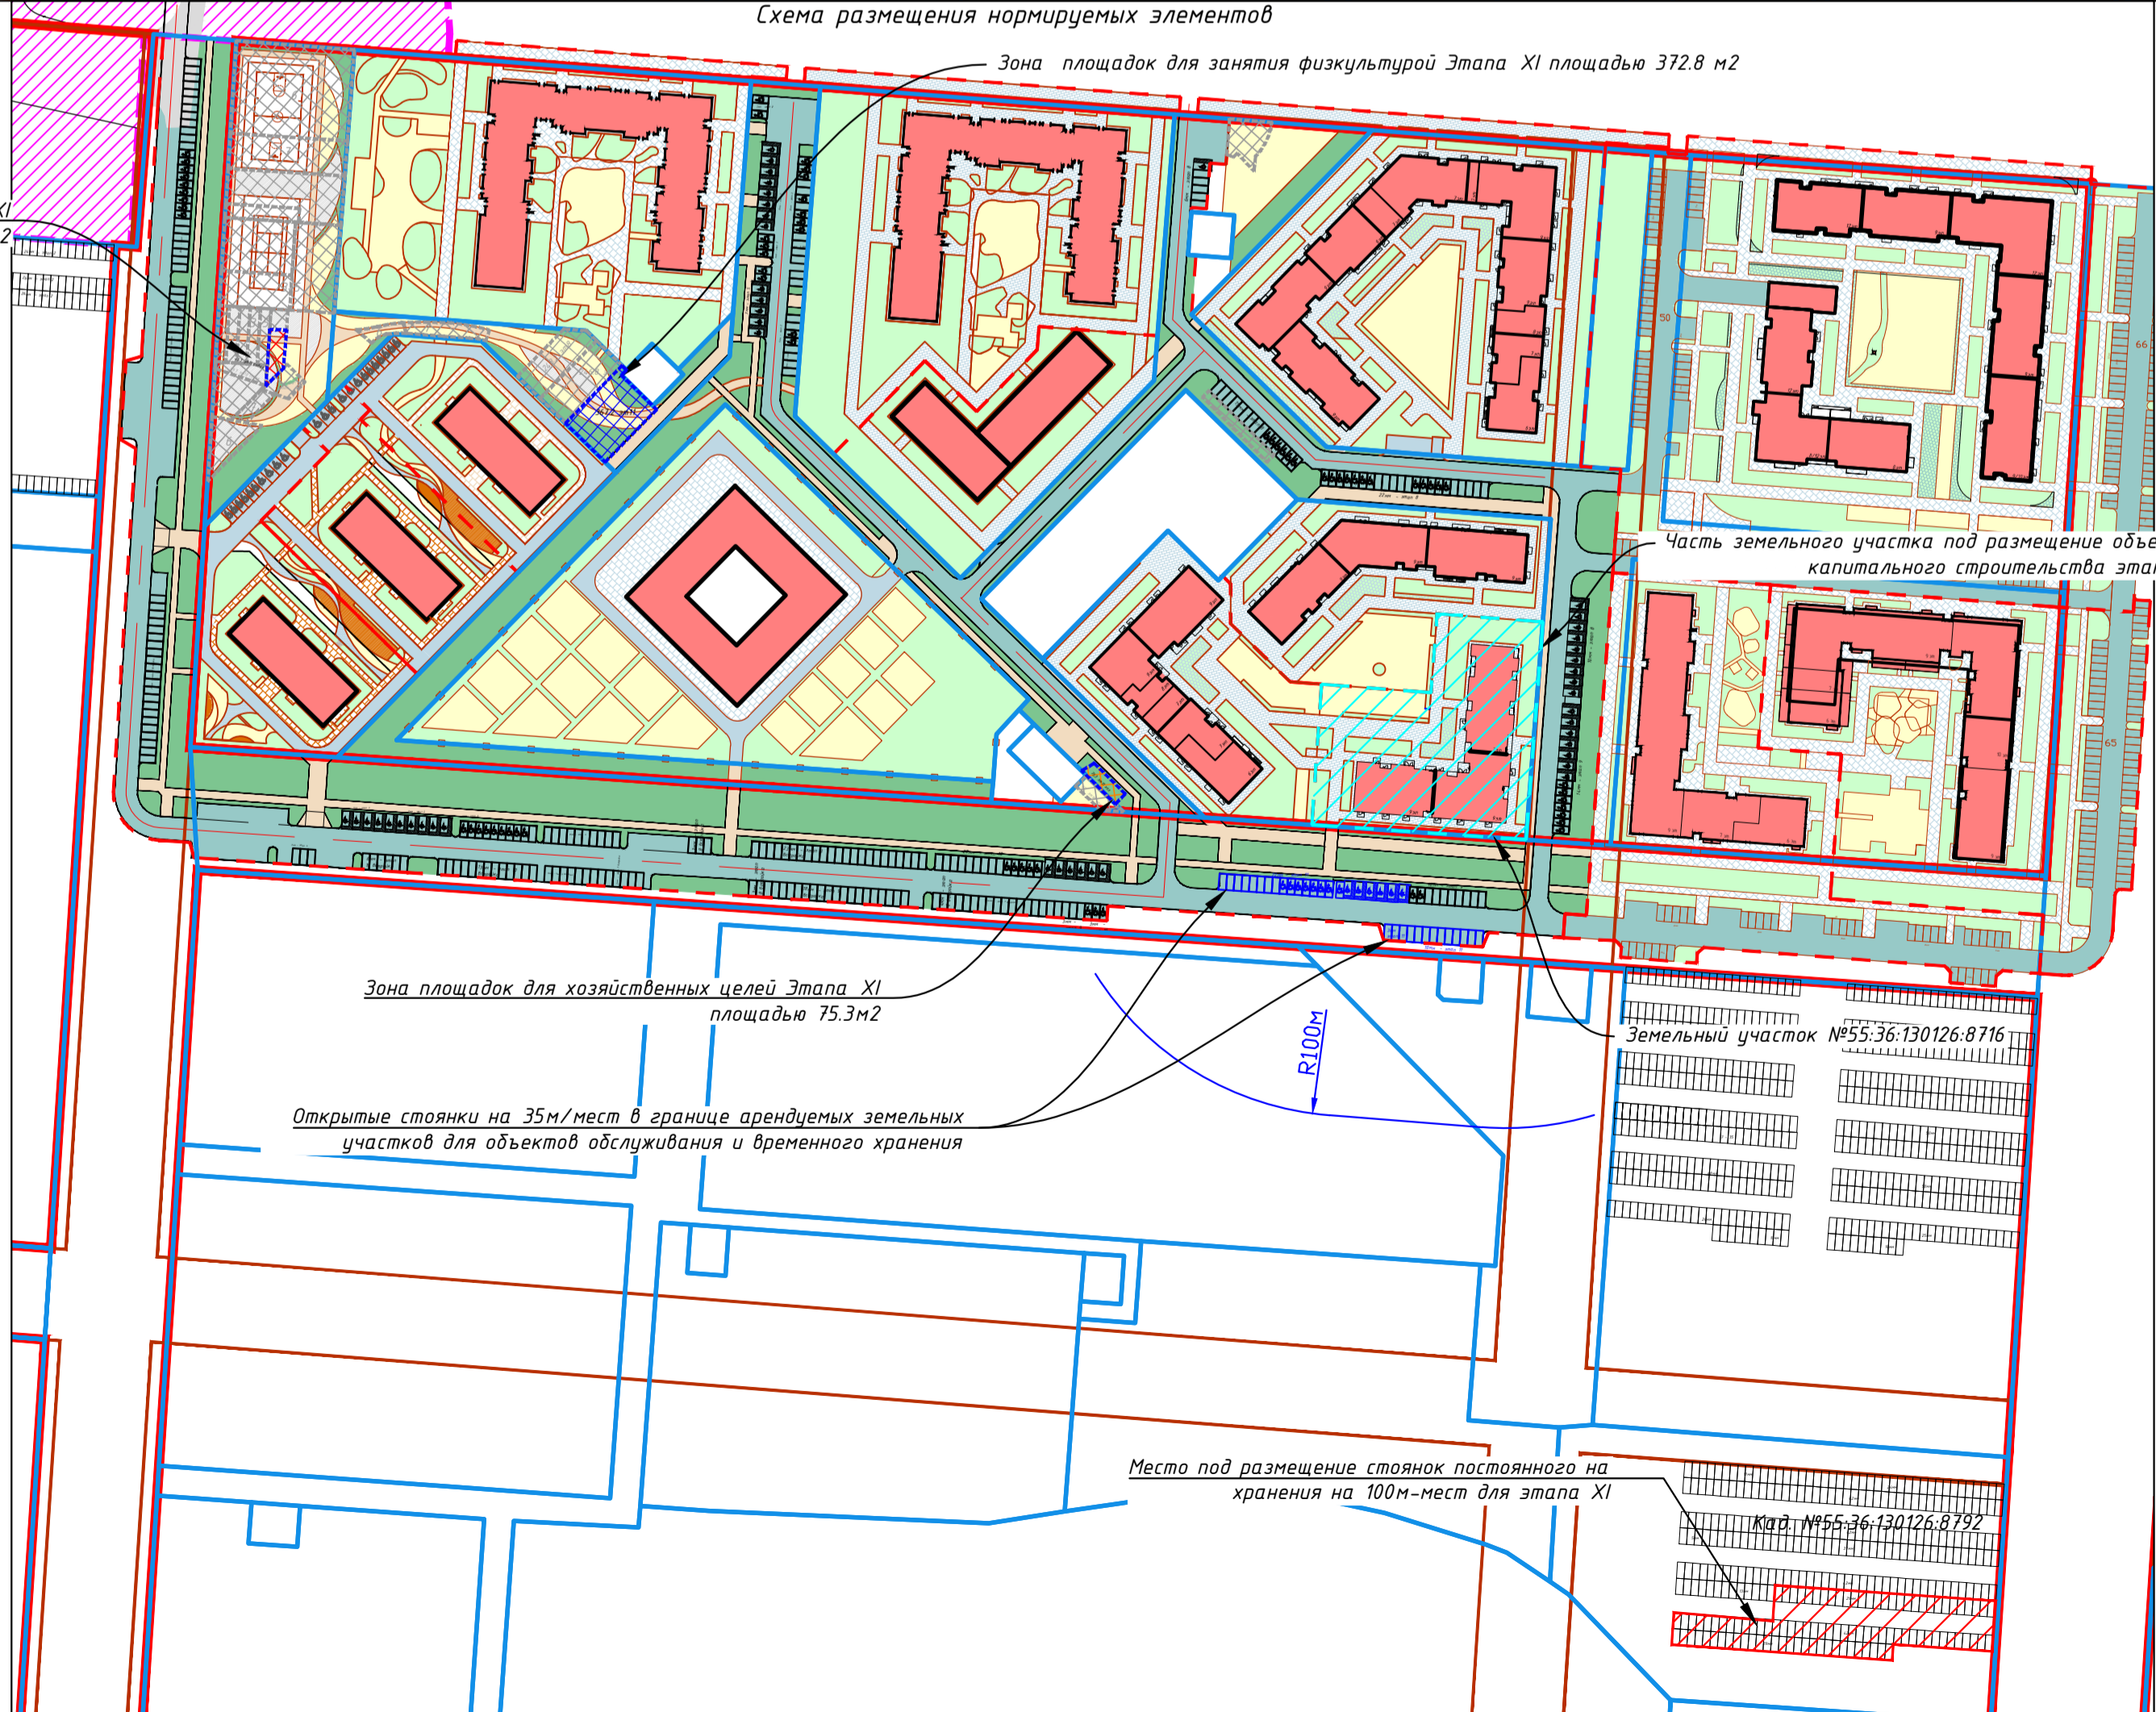 Схема размещения нормируемых элементов
Зона площадок для занятия физкультурой Этапа XI площадью 372.8 м2
XI
2
50
66
Часть земельного участка под размещение объе
капитального строительства этап
65
Зона площадок для хозяйственных целей Этапа XI
площадью 75.3м2
R100м
Земельный участок №55:36:130126:8716
Открытые стоянки на 35м/мест в границе арендуемых земельных
участков для объектов обслуживания и временного хранения
Место под размещение стоянок постоянного на
хранения на 100м-мест для этапа XI
Кад. №55:36:130126:8792